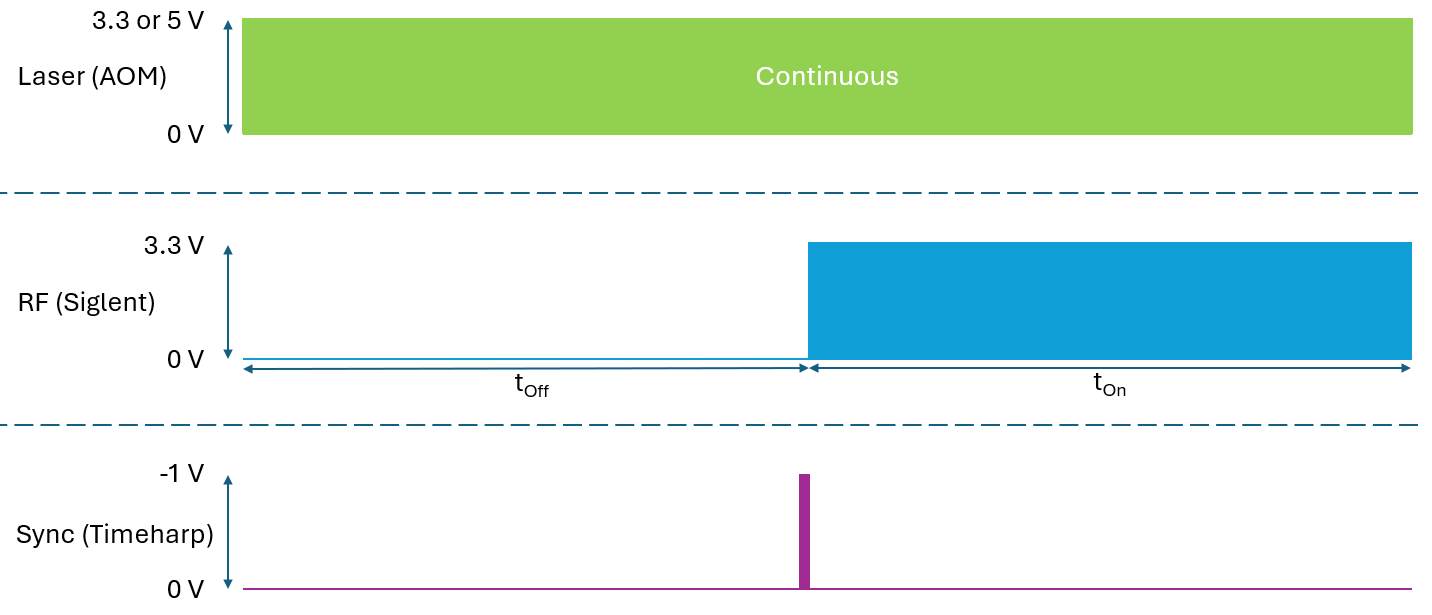 3.3 or 5 V
Laser (AOM)
Continuous
0 V
3.3 V
RF (Siglent)
0 V
tOff
tOn
-1 V
Sync (Timeharp)
0 V